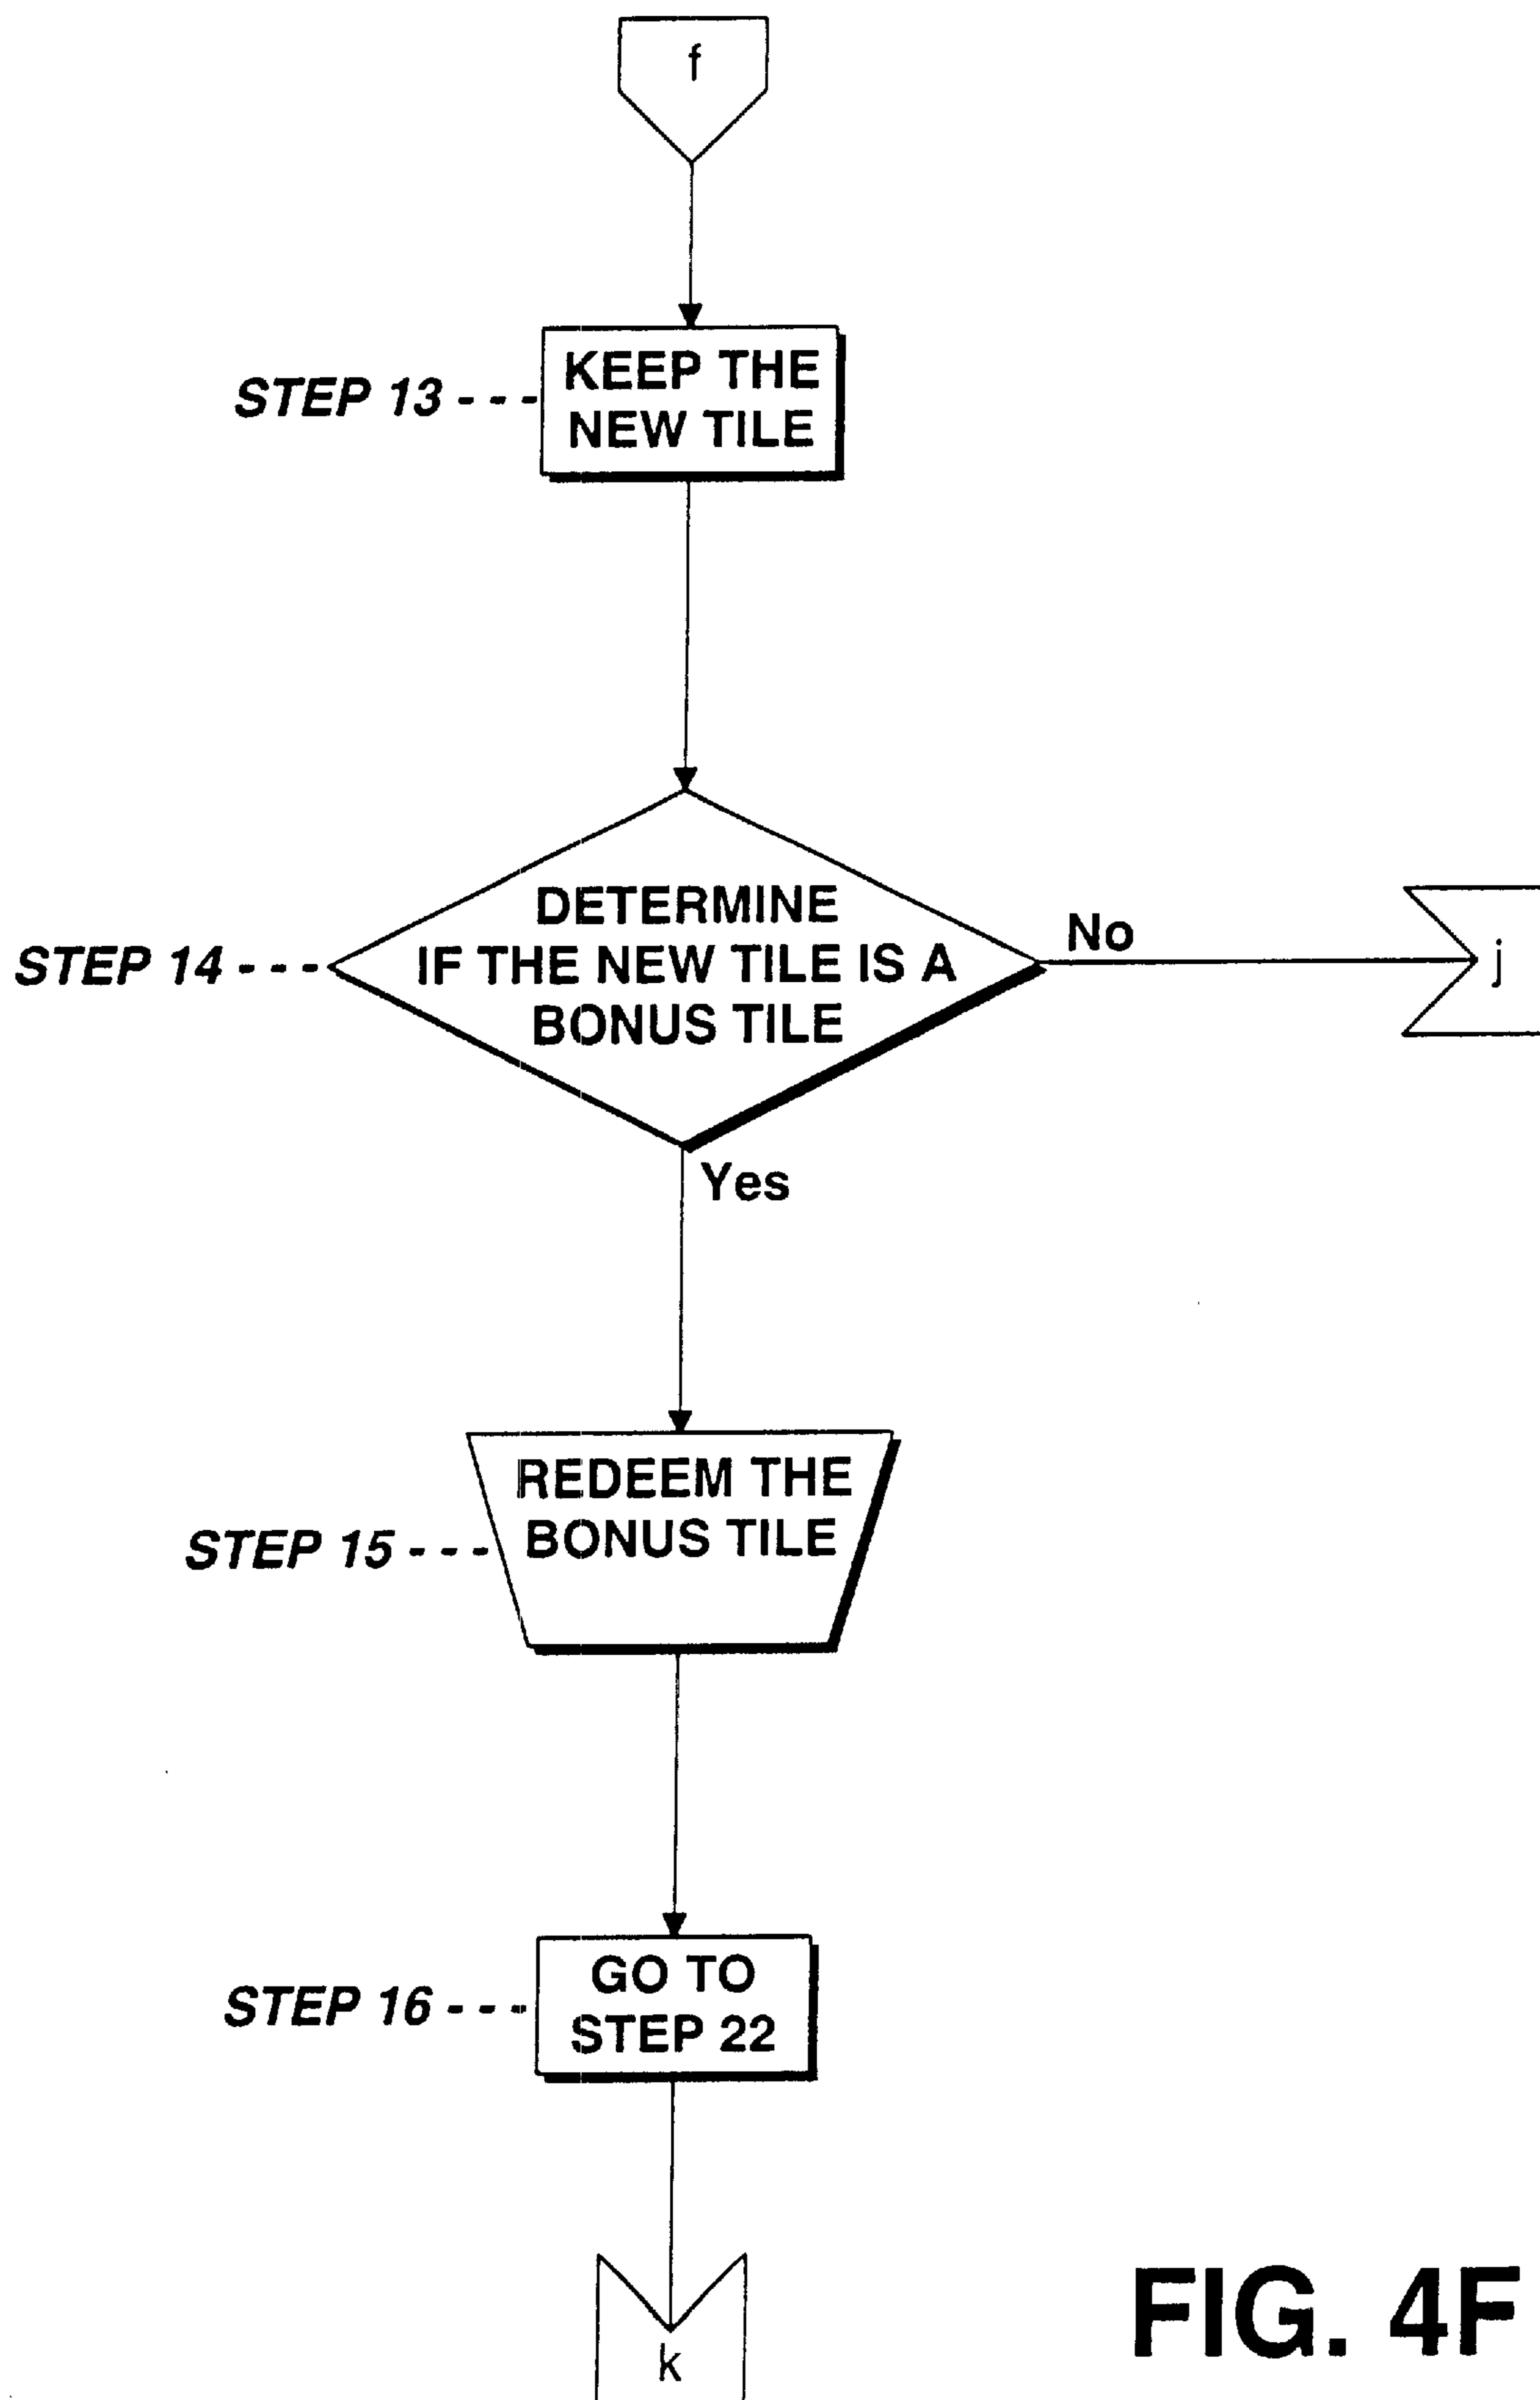 f
STEP 13 - - -
KEEP THE
NEW TILE
STEP 14 - - -
DETERMINE
IF THE NEW TILE IS A
BONUS TILE
No
j
Yes
STEP 15 - - -
REDEEM THE
BONUS TILE
STEP 16 - - -
GO TO
STEP 22
k
FIG. 4F